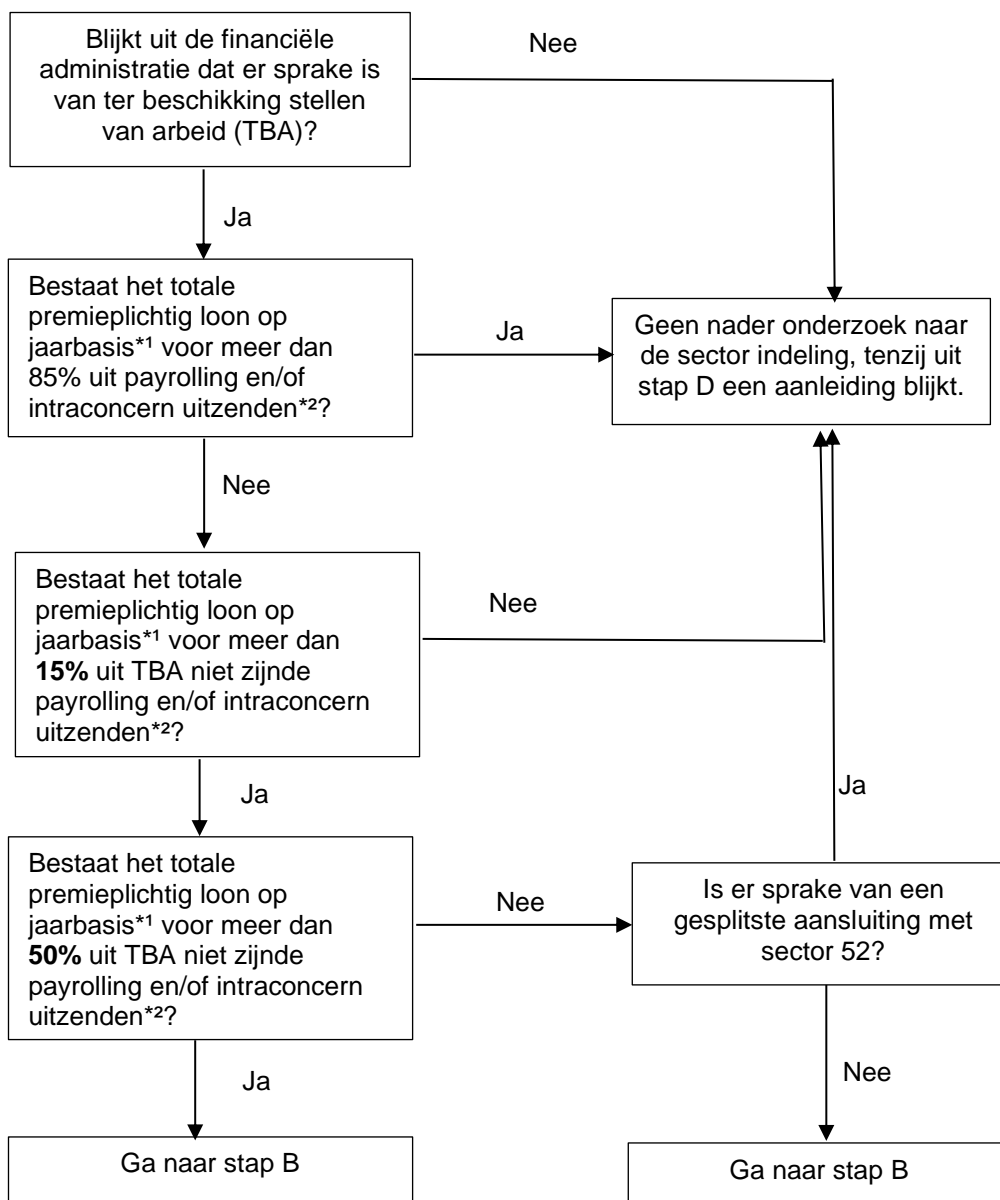 Blijkt uit de financiële
administratie dat er sprake is
van ter beschikking stellen
van arbeid (TBA)?
Nee
Ja
Bestaat het totale
premieplichtig loon op
jaarbasis*¹ voor meer dan
85% uit payrolling en/of
intraconcern uitzenden*²?
Ja
Geen nader onderzoek naar
de sector indeling, tenzij uit
stap D een aanleiding blijkt.
Nee
Bestaat het totale
premieplichtig loon op
jaarbasis*¹ voor meer dan
15% uit TBA niet zijnde
payrolling en/of intraconcern
uitzenden*²?
Nee
Ja
Ja
Bestaat het totale
premieplichtig loon op
jaarbasis*¹ voor meer dan
50% uit TBA niet zijnde
payrolling en/of intraconcern
uitzenden*²?
Nee
Is er sprake van een
gesplitste aansluiting met
sector 52?
Ja
Nee
Ga naar stap B
Ga naar stap B